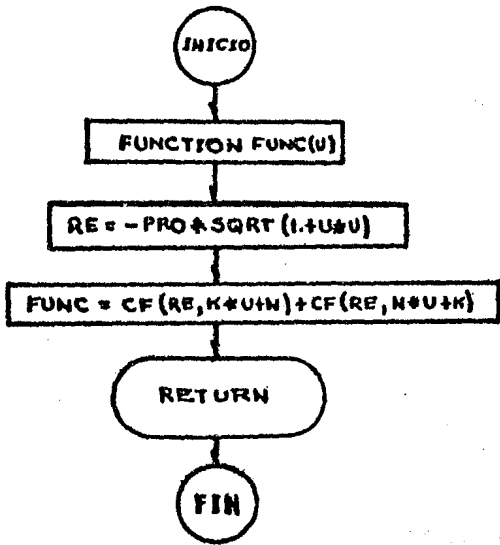 INICIO
FUNCTION FUNC(U)
RE = -PRO*SQRT(1.+U*U)
FUNC = CF(RE,K*U+N)+CF(RE,N*U+K)
RETURN
FIN